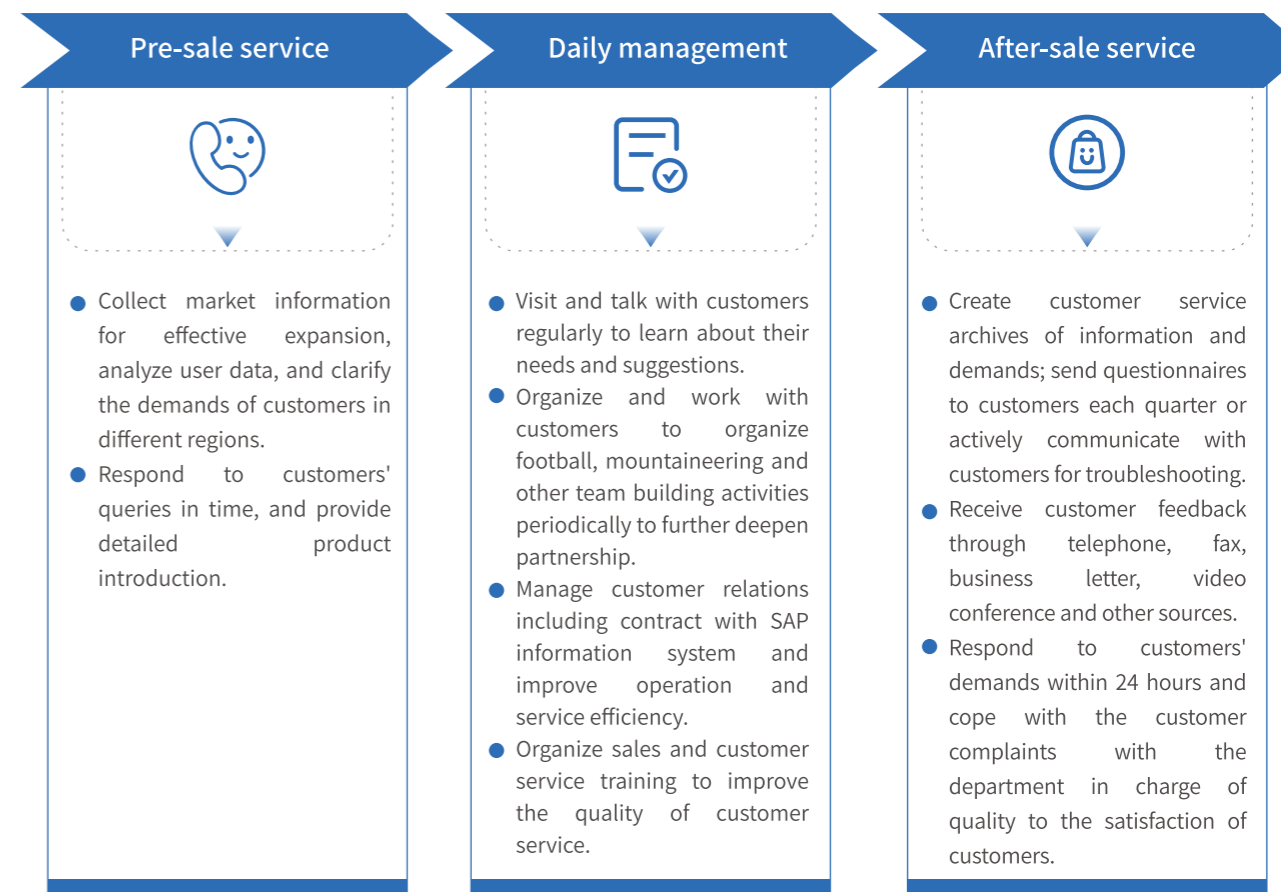 Pre-sale service
Collect market information
for effective expansion,
analyze user data, and clarify
the demands of customers in
different regions.
Respond to customers'
queries in time, and provide
detailed product
introduction.
Daily management
Visit and talk with customers
regularly to learn about their
needs and suggestions.
Organize and work with
customers to organize
football, mountaineering and
other team building activities
periodically to further deepen
partnership.
Manage customer relations
including contract with SAP
information system and
improve operation and
service efficiency.
Organize sales and customer
service training to improve
the quality of customer
service.
After-sale service
Create customer service
archives of information and
demands; send questionnaires
to customers each quarter or
actively communicate with
customers for troubleshooting.
Receive customer feedback
through telephone, fax,
business letter, video
conference and other sources.
Respond to customers'
demands within 24 hours and
cope with the customer
complaints with the
department in charge of
quality to the satisfaction of
customers.